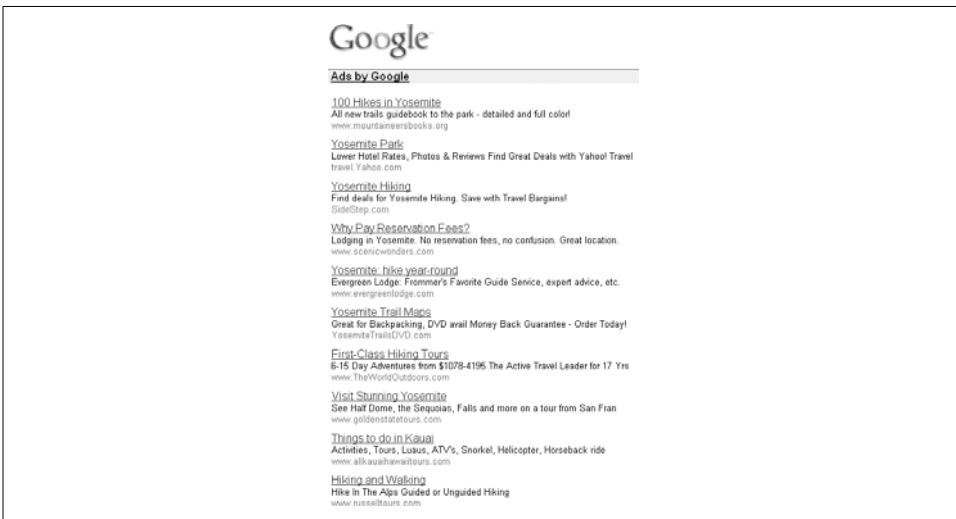 Google
Ads by Google
100 Hikes in Yosemite
All new trails guidebook to the park - detailed and full color!
www.mountaineersbooks.org
Yosemite Park
Lower Hotel Rates, Photos & Reviews Find Great Deals with Yahoo! Travel
travel.Yahoo.com
Yosemite Hiking
Find deals for Yosemite Hiking. Save with Travel Bargains!
SideStep.com
Why Pay Reservation Fees?
Lodging in Yosemite. No reservation fees, no confusion. Great location.
www.scenicwonders.com
Yosemite: hike year-round
Evergreen Lodge: Frommer's Favorite Guide Service, expert advice, etc.
www.evergreenlodge.com
Yosemite Trail Maps
Great for Backpacking, DVD avail Money Back Guarantee - Order Today!
YosemiteTrailsDVD.com
First-Class Hiking Tours
6-15 Day Adventures from $1078-4195 The Active Travel Leader for 17 Yrs
www.TheWorldOutdoors.com
Visit Stunning Yosemite
See Half Dome, the Sequoias, Falls and more on a tour from San Fran
www.goldenstatetours.com
Things to do in Kauai
Activities, Tours, Luaus, ATV's, Snorkel, Helicopter, Horseback ride
www.allkauaihawaiitours.com
Hiking and Walking
Hike In The Alps Guided or Unguided Hiking
www.russelltours.com